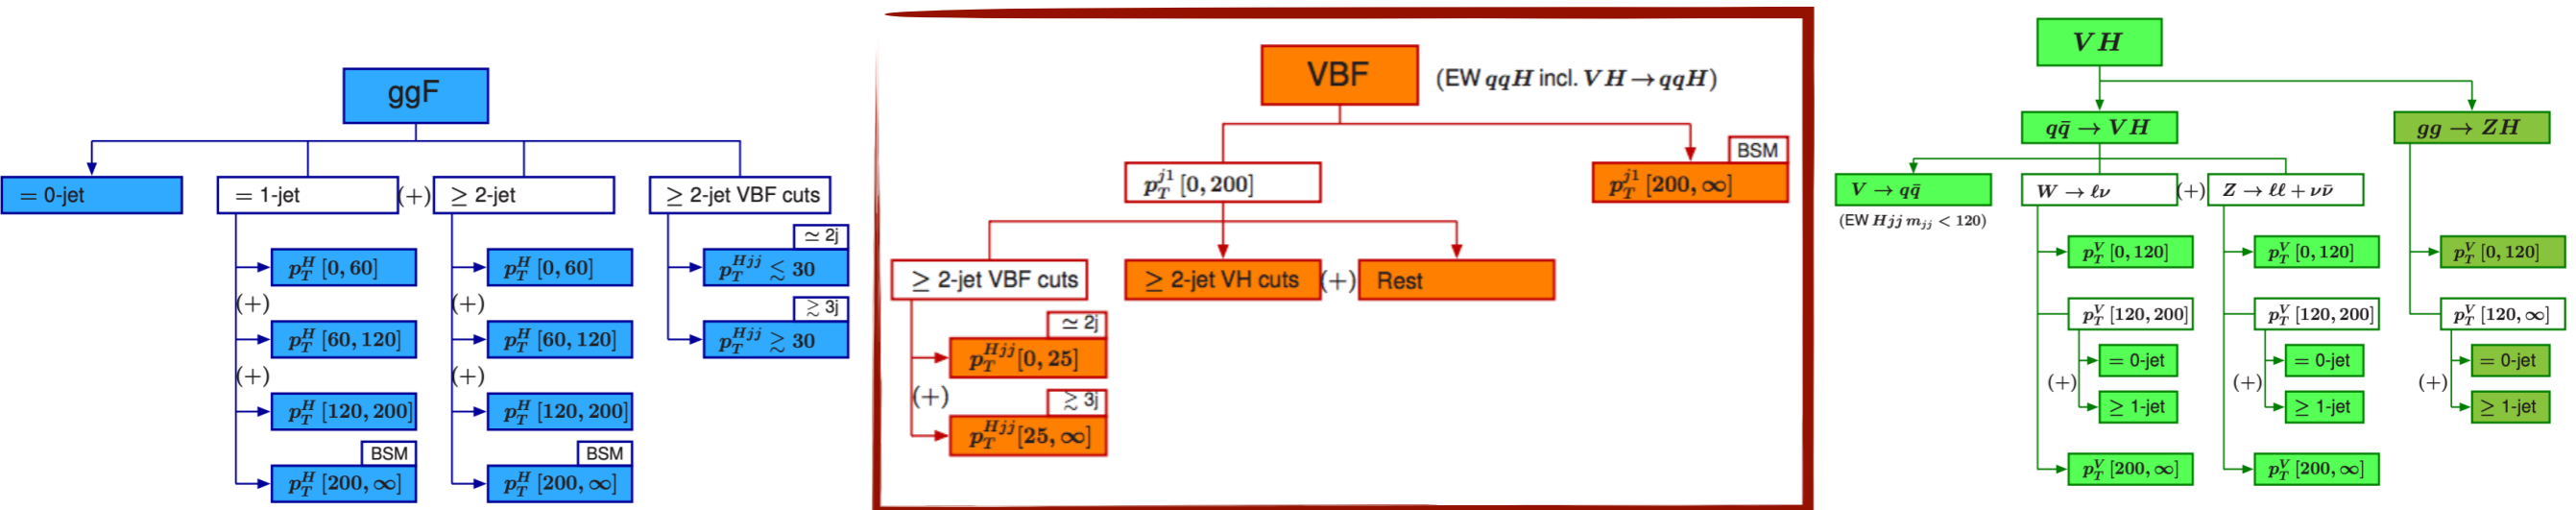 ggF
= 0-jet
= 1-jet
(+)
≥ 2-jet
≥ 2-jet VBF cuts
p_T^H [0, 60]
(+)
p_T^H [60, 120]
(+)
p_T^H [120, 200]
BSM
p_T^H [200, ∞]
p_T^H [0, 60]
(+)
p_T^H [60, 120]
(+)
p_T^H [120, 200]
BSM
p_T^H [200, ∞]
≃ 2j
p_T^{Hjj} ≲ 30
≳ 3j
p_T^{Hjj} ≳ 30
VBF
(EW qqH incl. VH → qqH)
p_T^{j1} [0, 200]
BSM
p_T^{j1} [200, ∞]
≥ 2-jet VBF cuts
≥ 2-jet VH cuts
(+)
Rest
≃ 2j
p_T^{Hjj} [0, 25]
(+)
≳ 3j
p_T^{Hjj} [25, ∞]
VH
qq̄ → VH
gg → ZH
V → qq̄
(EW Hjj m_{jj} < 120)
W → ℓν
(+)
Z → ℓℓ + νν̄
p_T^V [0, 120]
p_T^V [120, 200]
= 0-jet
(+)
≥ 1-jet
p_T^V [200, ∞]
p_T^V [0, 120]
p_T^V [120, 200]
= 0-jet
(+)
≥ 1-jet
p_T^V [200, ∞]
p_T^V [0, 120]
p_T^V [120, ∞]
= 0-jet
(+)
≥ 1-jet